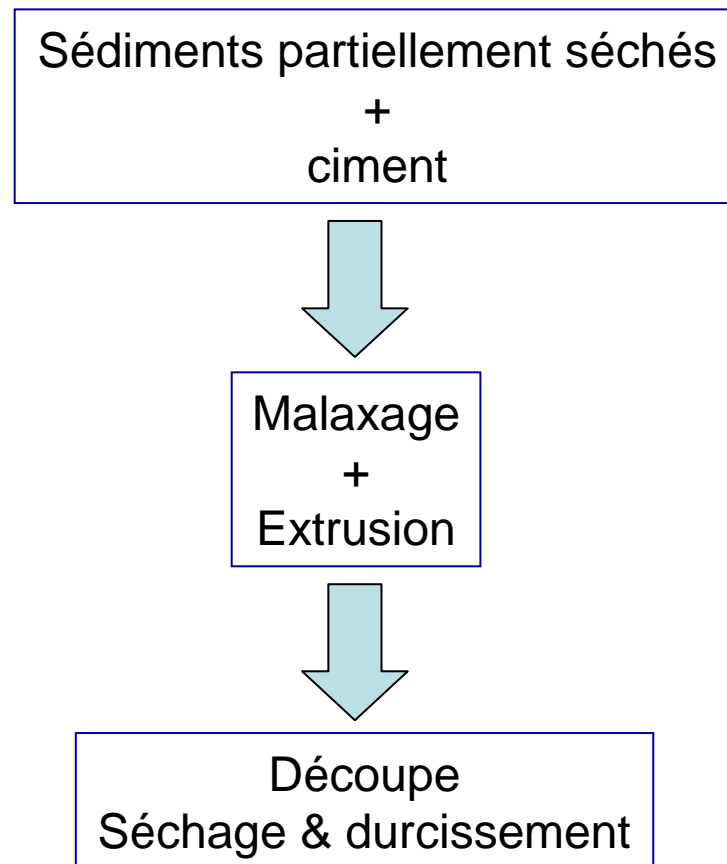 Sédiments partiellement séchés
+
ciment
Malaxage
+
Extrusion
Découpe
Séchage & durcissement